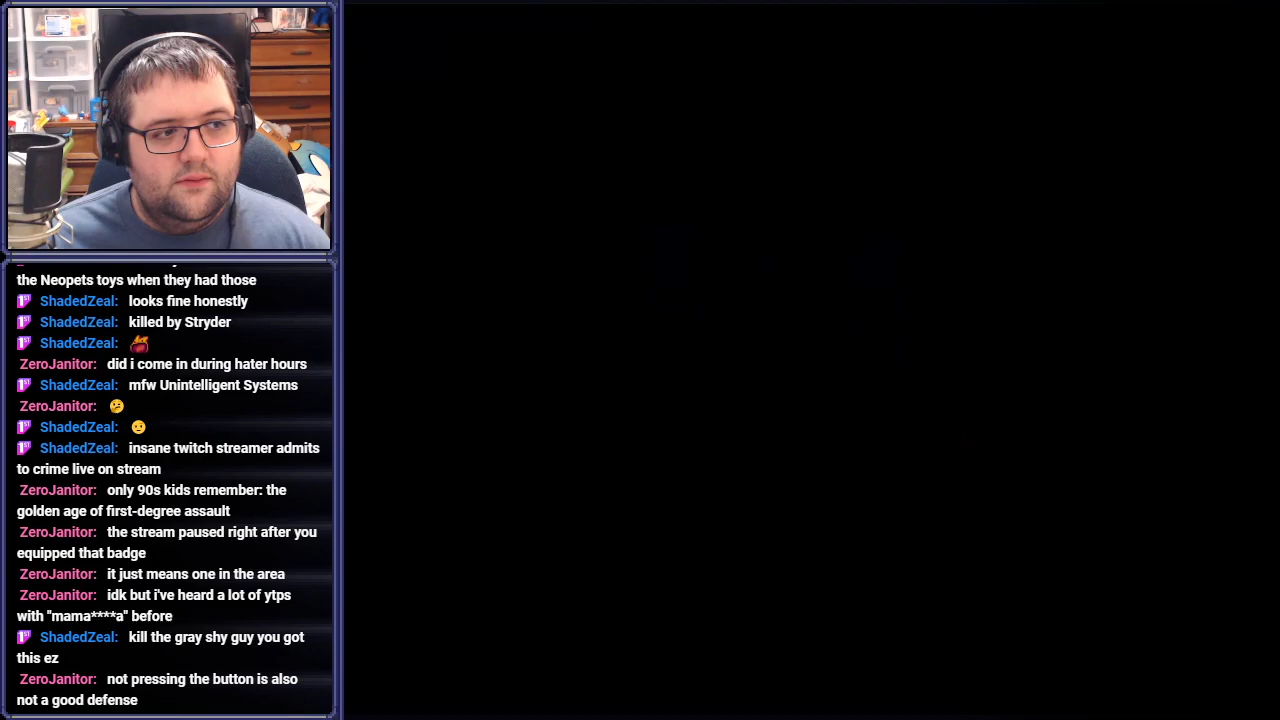 the Neopets toys when they had those
ShadedZeal: looks fine honestly
ShadedZeal: killed by Stryder
ShadedZeal:
ZeroJanitor: did i come in during hater hours
ShadedZeal: mfw Unintelligent Systems
ZeroJanitor: 🤔
ShadedZeal: 🤨
ShadedZeal: insane twitch streamer admits
to crime live on stream
ZeroJanitor: only 90s kids remember: the
golden age of first-degree assault
ZeroJanitor: the stream paused right after you
equipped that badge
ZeroJanitor: it just means one in the area
ZeroJanitor: idk but i've heard a lot of ytps
with "mama****a" before
ShadedZeal: kill the gray shy guy you got
this ez
ZeroJanitor: not pressing the button is also
not a good defense